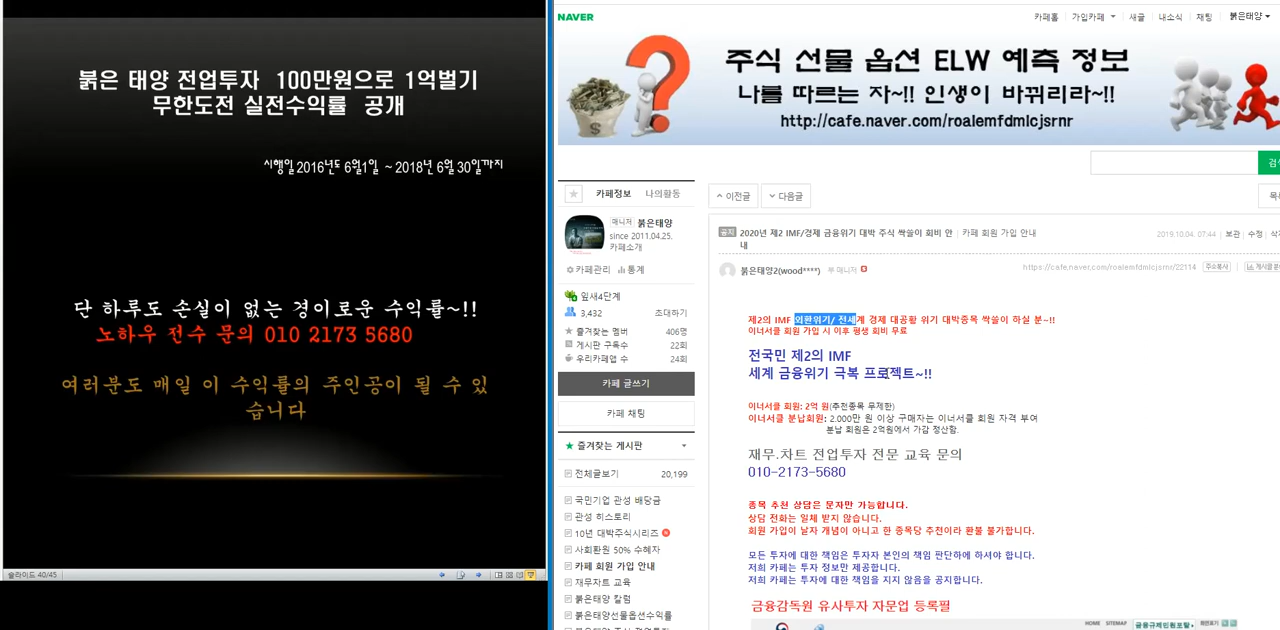 붉은 태양 전업투자 100만원으로 1억벌기
무한도전 실전수익률 공개
시행일 2016년도 6월1일 ~ 2018년 6월 30일까지
단 하루도 손실이 없는 경이로운 수익률~!!
노하우 전수 문의 010 2173 5680
여러분도 매일 이 수익률의 주인공이 될 수 있
습니다
슬라이드 40/45
NAVER
카페홈 가입카페 새글 내소식 채팅 붉은태양
주식 선물 옵션 ELW 예측 정보
나를 따르는 자~!! 인생이 바뀌리라~!!
http://cafe.naver.com/roalemfdmlcjsrnr
카페정보 나의활동
매니저 붉은태양
since 2011.04.25.
카페소개
카페관리 통계
잎새4단계
3,432 초대하기
즐겨찾는 멤버 406명
게시판 구독수 22회
우리카페앱 수 24회
카페 글쓰기
카페 채팅
즐겨찾는 게시판
전체글보기 20,199
국민기업 관성 배당금
관성 히스토리
10년 대박주식시리즈
사회환원 50% 수혜자
카페 회원 가입 안내
재무차트 교육
붉은태양 칼럼
붉은태양선물옵션수익률
이전글 다음글
공지 2020년 제2 IMF/경제 금융위기 대박 주식 싹쓸이 회비 안 카페 회원 가입 안내
내
2019.10.04. 07:44 보관 수정
붉은태양2(wood****) 부매니저
https://cafe.naver.com/roalemfdmlcjsrnr/22114 주소복사
제2의 IMF 외환위기/ 전세계 경제 대공황 위기 대박종목 싹쓸이 하실 분~!!
이너서클 회원 가입 시 이후 평생 회비 무료
전국민 제2의 IMF
세계 금융위기 극복 프로젝트~!!
이너서클 회원: 2억 원(추천종목 무제한)
이너서클 분납회원: 2.000만 원 이상 구매자는 이너서클 회원 자격 부여
분납 회원은 2억원에서 가감 정산함.
재무.차트 전업투자 전문 교육 문의
010-2173-5680
종목 추천 상담은 문자만 가능합니다.
상담 전화는 일체 받지 않습니다.
회원 가입이 날자 개념이 아니고 한 종목당 추천이라 환불 불가합니다.
모든 투자에 대한 책임은 투자자 본인의 책임 판단하에 하셔야 합니다.
저희 카페는 투자 정보만 제공합니다.
저희 카페는 투자에 대한 책임을 지지 않음을 공지합니다.
금융감독원 유사투자 자문업 등록필
HOME SITEMAP 금융규제민원포탈